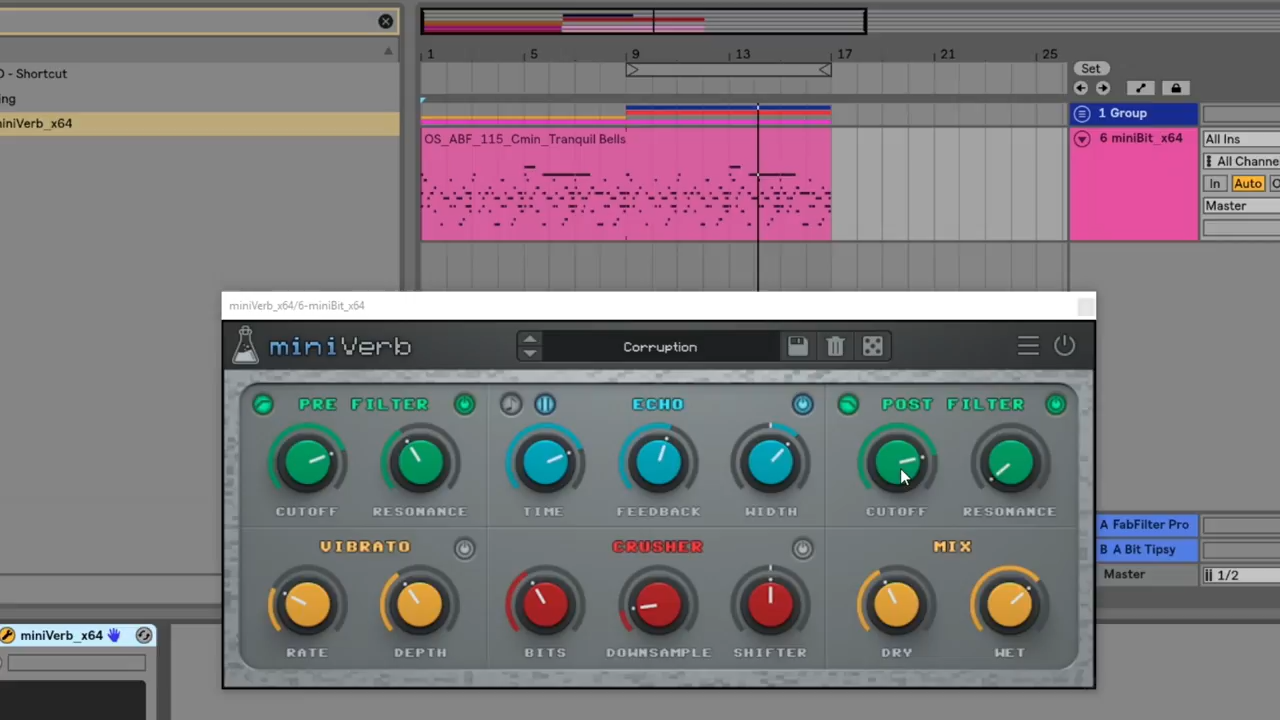 1 5 9 13 17 21 25
Set
D - Shortcut
ing
niniVerb_x64
1 Group
OS_ABF_115_Cmin_Tranquil Bells
6 miniBit_x64
All Ins
All Channe
In Auto
Master
miniVerb_x64/6-miniBit_x64
miniVerb
Corruption
PRE FILTER
ECHO
POST FILTER
CUTOFF RESONANCE
TIME FEEDBACK WIDTH
CUTOFF RESONANCE
VIBRATO
CRUSHER
MIX
RATE DEPTH
BITS DOWNSAMPLE SHIFTER
DRY WET
A FabFilter Pro
B A Bit Tipsy
Master
1/2
miniVerb_x64